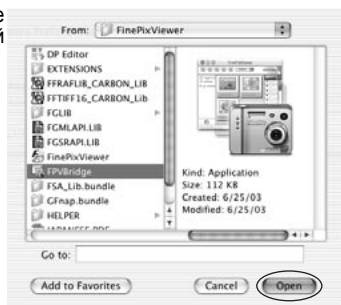 е
й
From: FinePixViewer
DP Editor
EXTENSIONS
FFRAFLIB_CARBON_LIB
FFTIFF16_CARBON_Lib
FGLIB
FGMLAPI.LIB
FGSRAPI.LIB
FinePixViewer
FPVBridge
FSA_Lib.bundle
GFnap.bundle
HELPER
JAPANESE PDF
Kind: Application
Size: 112 KB
Created: 6/25/03
Modified: 6/25/03
Go to:
Add to Favorites
Cancel
Open